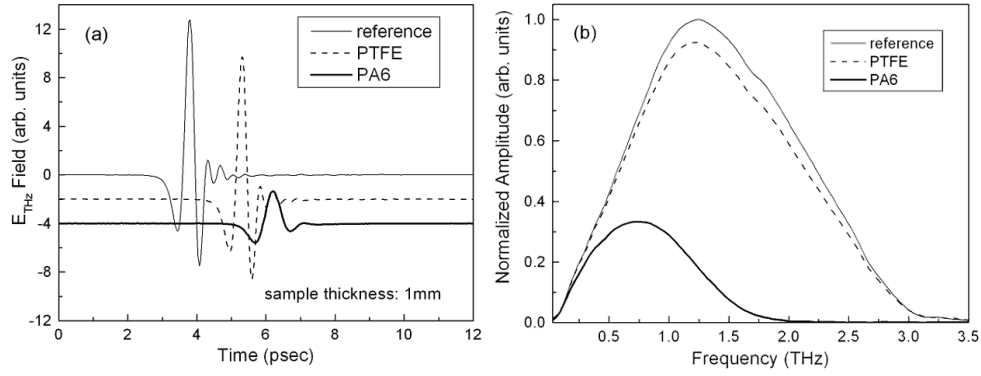 (a)
reference
PTFE
PA6
12
8
4
0
-4
-8
-12
E_THz Field (arb. units)
sample thickness: 1mm
0 2 4 6 8 10 12
Time (psec)
(b)
reference
PTFE
PA6
1.0
0.8
0.6
0.4
0.2
0.0
Normalized Amplitude (arb. units)
0.5 1.0 1.5 2.0 2.5 3.0 3.5
Frequency (THz)